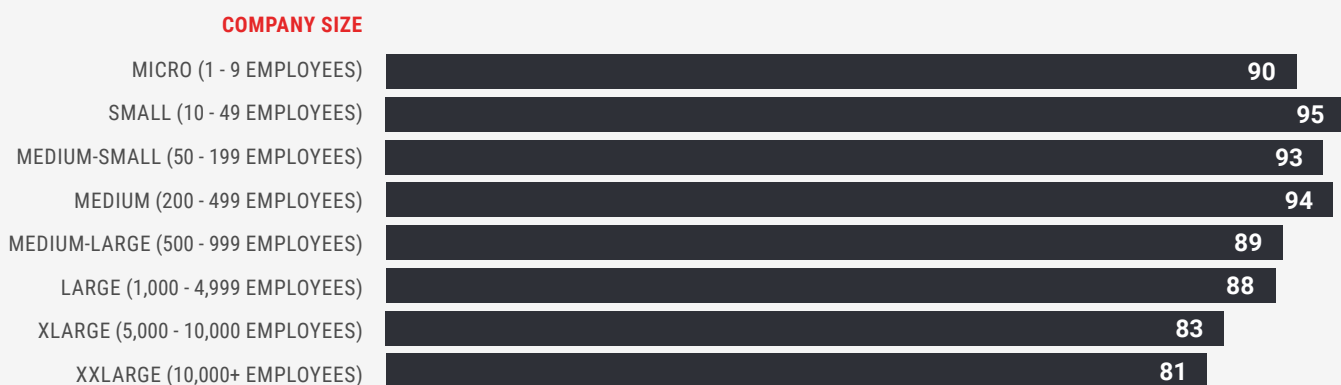 COMPANY SIZE
MICRO (1 - 9 EMPLOYEES) 90
SMALL (10 - 49 EMPLOYEES) 95
MEDIUM-SMALL (50 - 199 EMPLOYEES) 93
MEDIUM (200 - 499 EMPLOYEES) 94
MEDIUM-LARGE (500 - 999 EMPLOYEES) 89
LARGE (1,000 - 4,999 EMPLOYEES) 88
XLARGE (5,000 - 10,000 EMPLOYEES) 83
XXLARGE (10,000+ EMPLOYEES) 81